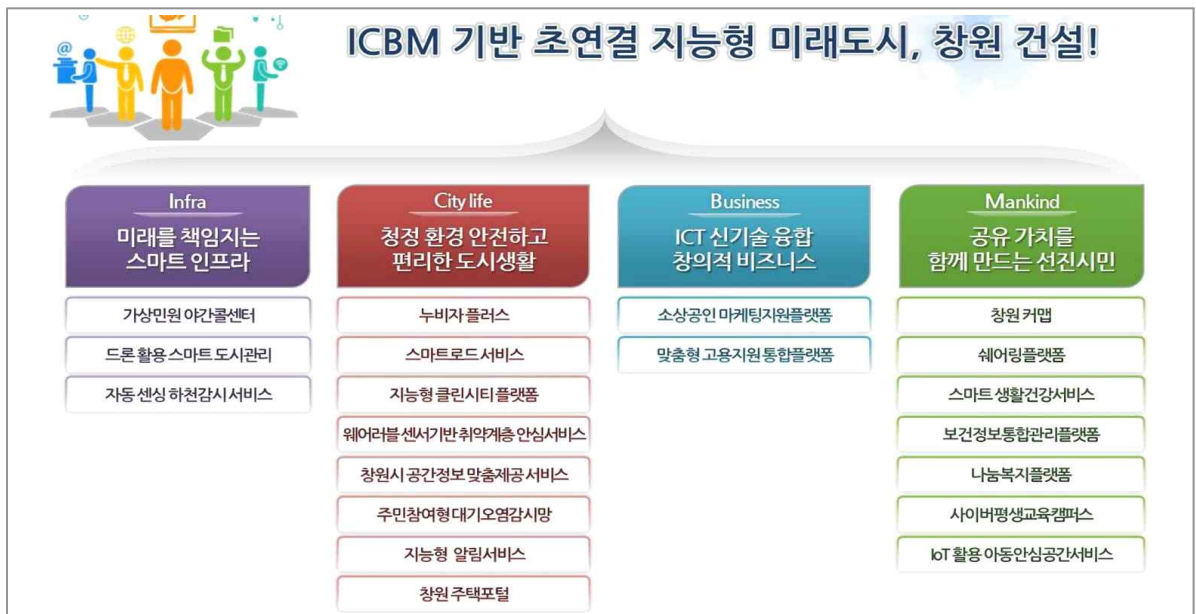 ICBM 기반 초연결 지능형 미래도시, 창원 건설!
@
Infra
미래를 책임지는
스마트 인프라
가상민원 야간콜센터
드론 활용 스마트 도시관리
자동 센싱 하천감시 서비스
City life
청정 환경 안전하고
편리한 도시생활
누비자 플러스
스마트로드 서비스
지능형 클린시티 플랫폼
웨어러블 센서기반 취약계층 안심서비스
창원시 공간정보 맞춤제공 서비스
주민참여형 대기오염감시망
지능형 알림서비스
창원 주택포털
Business
ICT 신기술 융합
창의적 비즈니스
소상공인 마케팅지원플랫폼
맞춤형 고용지원 통합플랫폼
Mankind
공유 가치를
함께 만드는 선진시민
창원 커맵
쉐어링플랫폼
스마트 생활건강서비스
보건정보통합관리플랫폼
나눔복지플랫폼
사이버평생교육캠퍼스
IoT 활용 아동안심공간서비스